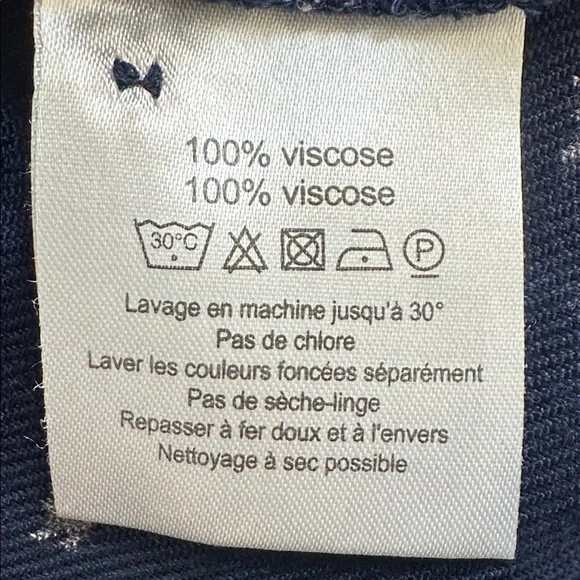 100% viscose
100% viscose
30°C P
Lavage en machine jusqu'à 30°
Pas de chlore
Laver les couleurs foncées séparément
Pas de sèche-linge
Repasser à fer doux et à l'envers
Nettoyage à sec possible